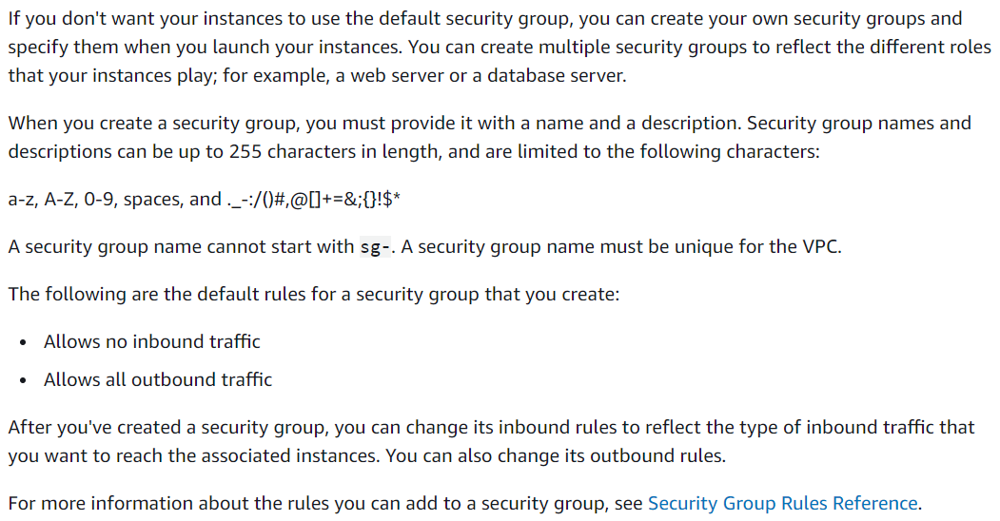 If you don't want your instances to use the default security group, you can create your own security groups and
specify them when you launch your instances. You can create multiple security groups to reflect the different roles
that your instances play; for example, a web server or a database server.
When you create a security group, you must provide it with a name and a description. Security group names and
descriptions can be up to 255 characters in length, and are limited to the following characters:
a-z, A-Z, 0-9, spaces, and ._-:/()#,@[]+=&;{}!$*
A security group name cannot start with sg-. A security group name must be unique for the VPC.
The following are the default rules for a security group that you create:
• Allows no inbound traffic
• Allows all outbound traffic
After you've created a security group, you can change its inbound rules to reflect the type of inbound traffic that
you want to reach the associated instances. You can also change its outbound rules.
For more information about the rules you can add to a security group, see Security Group Rules Reference.